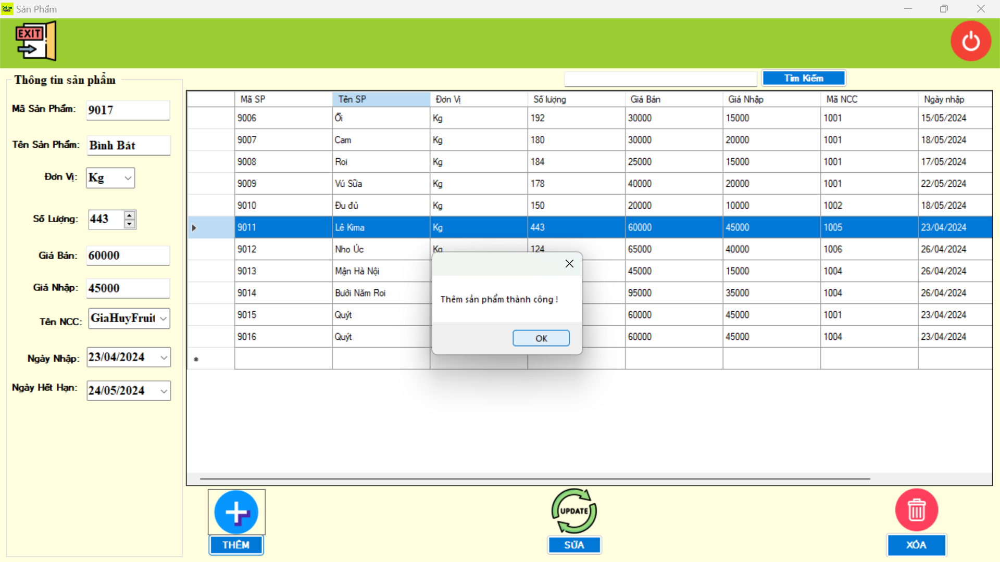 Sản Phẩm
EXIT
Thông tin sản phẩm
Mã Sản Phẩm: 9017
Tên Sản Phẩm: Bình Bát
Đơn Vị: Kg
Số Lượng: 443
Giá Bán: 60000
Giá Nhập: 45000
Tên NCC: GiaHuyFruit
Ngày Nhập: 23/04/2024
Ngày Hết Hạn: 24/05/2024
Tìm Kiếm
Mã SP Tên SP Đơn Vị Số lượng Giá Bán Giá Nhập Mã NCC Ngày nhập
9006 Ổi Kg 192 30000 15000 1001 15/05/2024
9007 Cam Kg 180 30000 20000 1001 18/05/2024
9008 Roi Kg 184 25000 15000 1001 17/05/2024
9009 Vú Sữa Kg 178 40000 20000 1001 22/05/2024
9010 Đu đủ Kg 150 20000 10000 1002 18/05/2024
9011 Lê Kima Kg 443 60000 45000 1005 23/04/2024
9012 Nho Úc Kg 124 65000 40000 1006 26/04/2024
9013 Mận Hà Nội 45000 15000 1004 26/04/2024
9014 Bưởi Năm Roi 95000 35000 1004 26/04/2024
9015 Quýt 60000 45000 1001 23/04/2024
9016 Quýt 60000 45000 1004 23/04/2024
Thêm sản phẩm thành công !
OK
UPDATE
THÊM
SỬA
XÓA